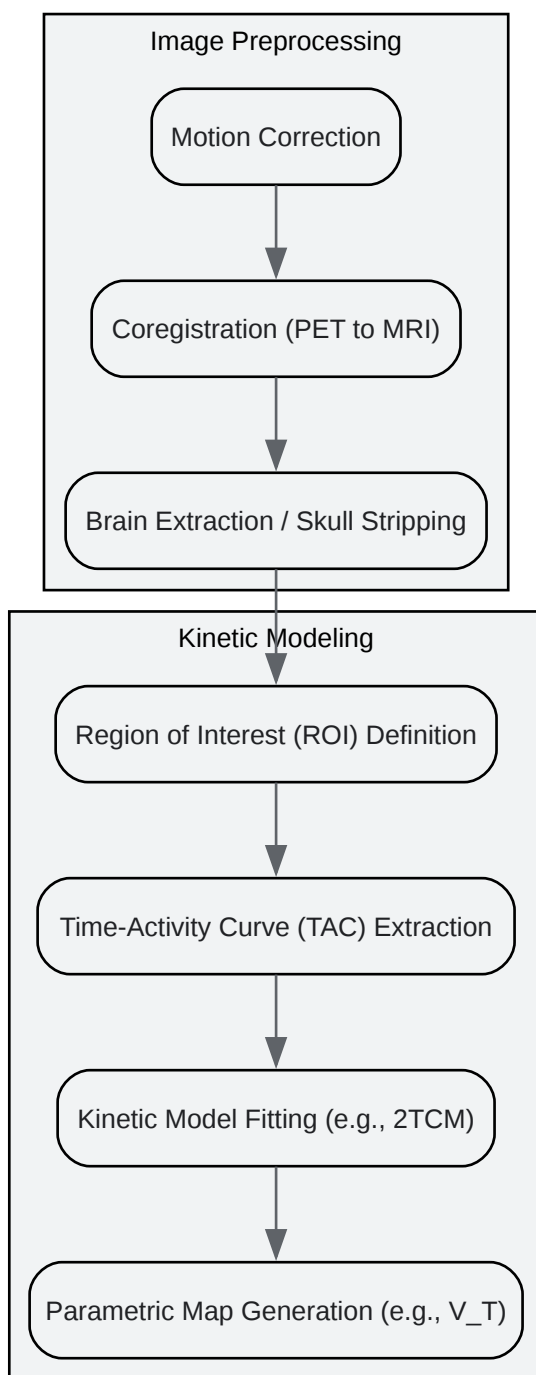 Image Preprocessing
Motion Correction
Coregistration (PET to MRI)
Brain Extraction / Skull Stripping
Kinetic Modeling
Region of Interest (ROI) Definition
Time-Activity Curve (TAC) Extraction
Kinetic Model Fitting (e.g., 2TCM)
Parametric Map Generation (e.g., V_T)